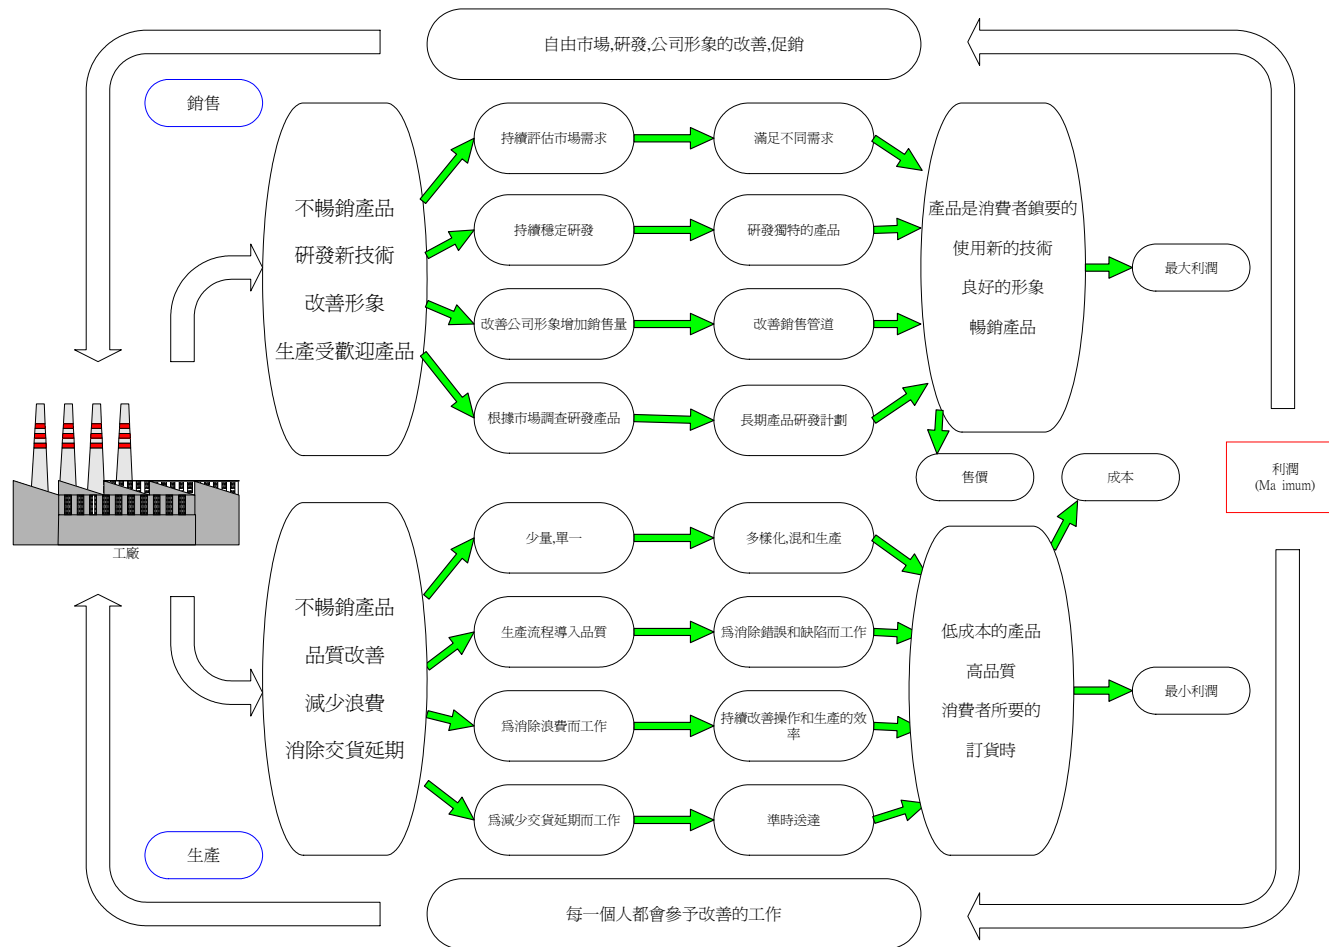 自由市場,研發,公司形象的改善,促銷
銷售
不暢銷產品
研發新技術
改善形象
生產受歡迎產品
持續評估市場需求
滿足不同需求
持續穩定研發
研發獨特的產品
改善公司形象增加銷售量
改善銷售管道
根據市場調查研發產品
長期產品研發計劃
產品是消費者鎖要的
使用新的技術
良好的形象
暢銷產品
最大利潤
售價
成本
利潤
(Ma imum)
工廠
不暢銷產品
品質改善
減少浪費
消除交貨延期
少量,單一
多樣化,混和生產
生產流程導入品質
為消除錯誤和缺陷而工作
為消除浪費而工作
持續改善操作和生產的效
率
為減少交貨延期而工作
準時送達
低成本的產品
高品質
消費者所要的
訂貨時
最小利潤
生產
每一個人都會參予改善的工作